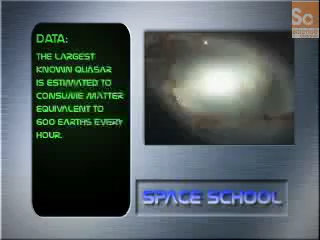 Sc
DATA:
THE LARGEST
KNOWN QUASAR
IS ESTIMATED TO
CONSUME MATTER
EQUIVALENT TO
600 EARTHS EVERY
HOUR.
SPACE SCHOOL